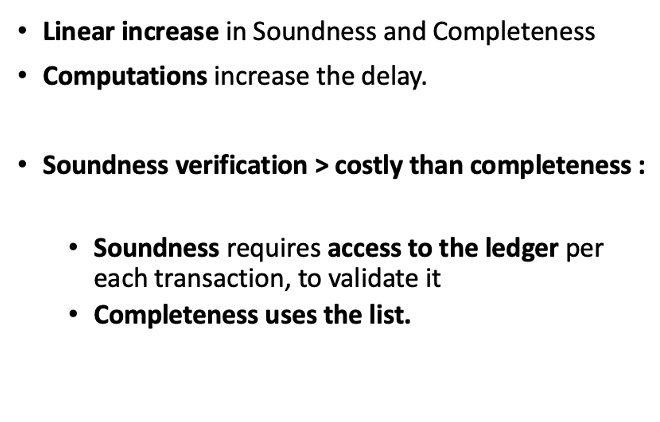 • Linear increase in Soundness and Completeness
• Computations increase the delay.
• Soundness verification > costly than completeness :
• Soundness requires access to the ledger per
each transaction, to validate it
• Completeness uses the list.